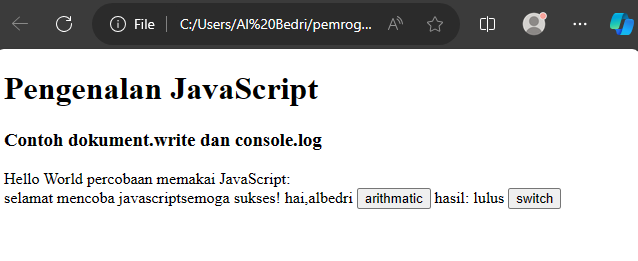 File C:/Users/Al%20Bedri/pemrog...
Pengenalan JavaScript
Contoh dokument.write dan console.log
Hello World percobaan memakai JavaScript:
selamat mencoba javascriptsemoga sukses! hai,albedri arithmatic hasil: lulus switch